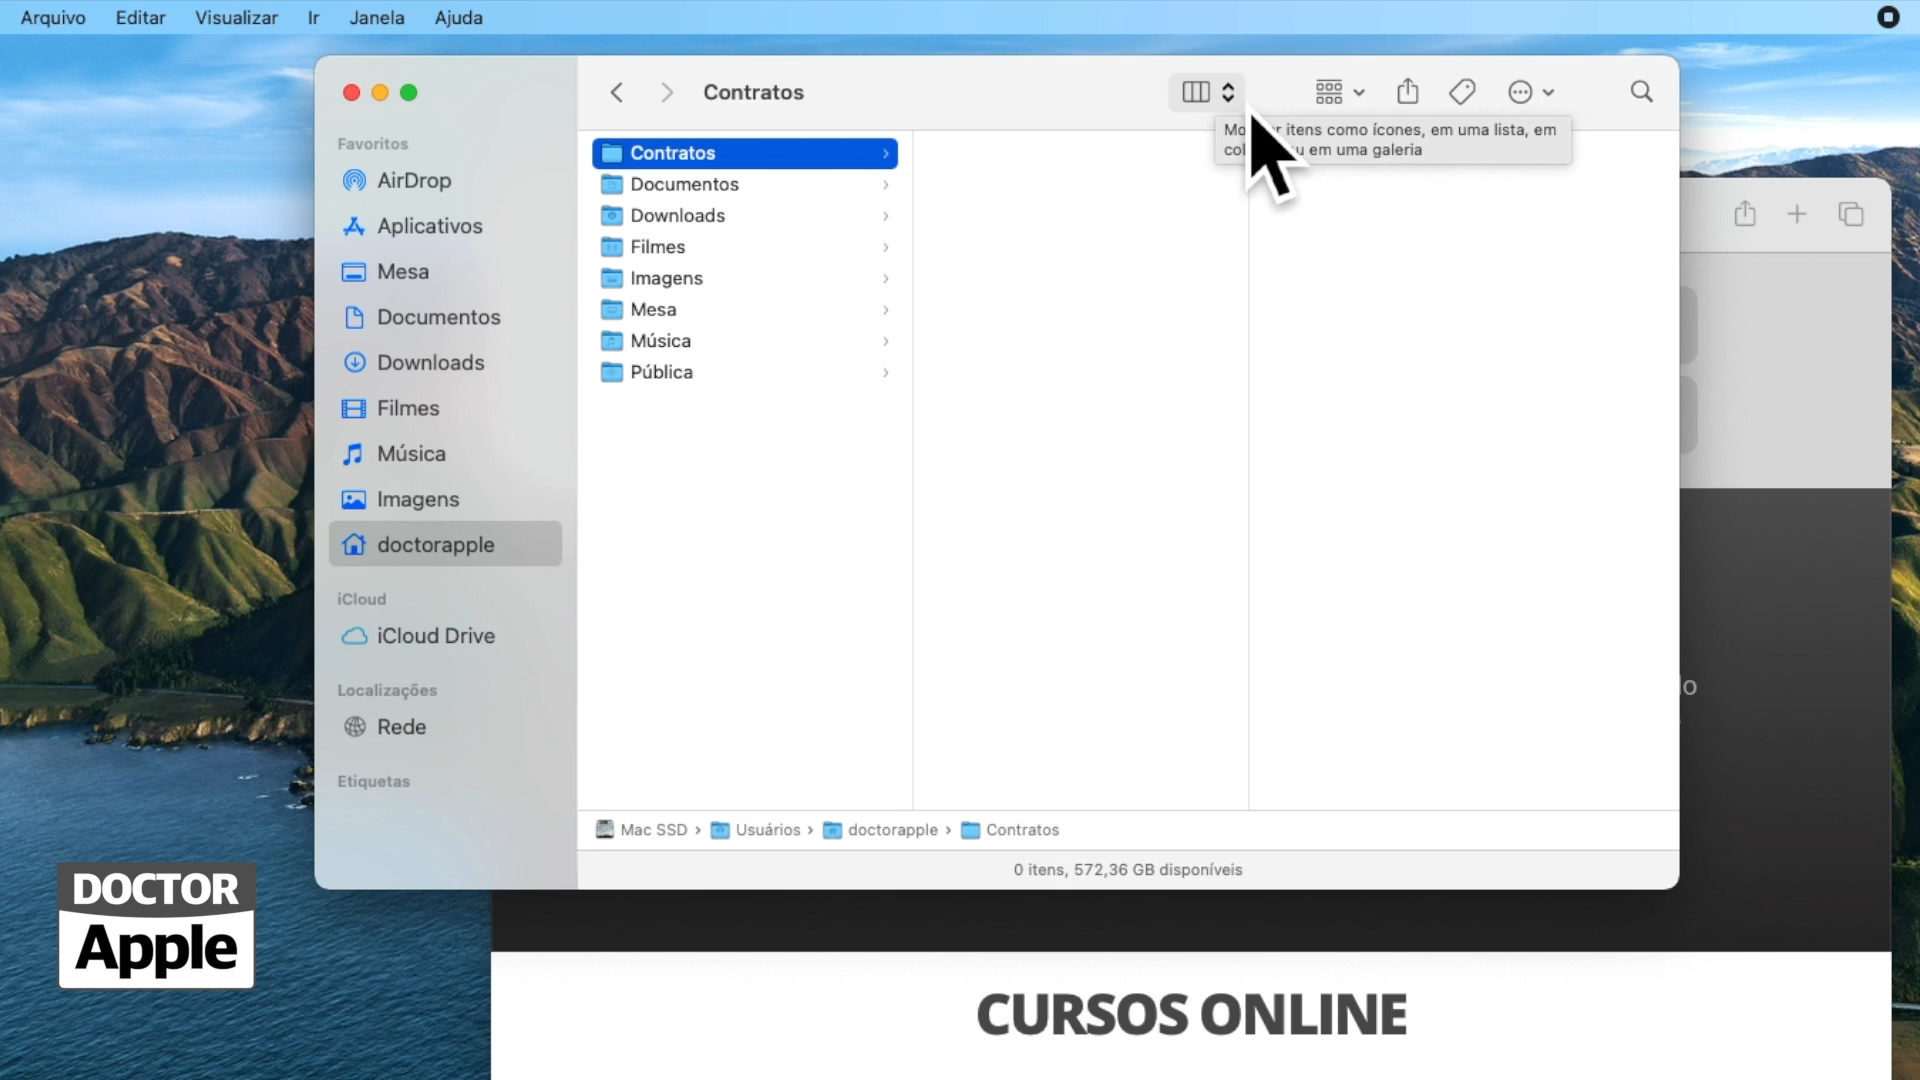 Arquivo Editar Visualizar Ir Janela Ajuda
Contratos
Favoritos
AirDrop
Aplicativos
Mesa
Documentos
Downloads
Filmes
Música
Imagens
doctorapple
iCloud
iCloud Drive
Localizações
Rede
Etiquetas
Contratos
Documentos
Downloads
Filmes
Imagens
Mesa
Música
Pública
itens como ícones, em uma lista, em
em uma galeria
Mac SSD › Usuários › doctorapple › Contratos
0 itens, 572,36 GB disponíveis
DOCTOR
Apple
CURSOS ONLINE